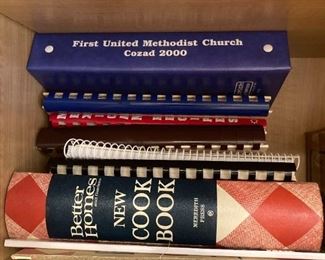 First United Methodist Church
Cozad 2000
Better Homes
NEW
COOK
BOOK
MEREDITH
PRESS